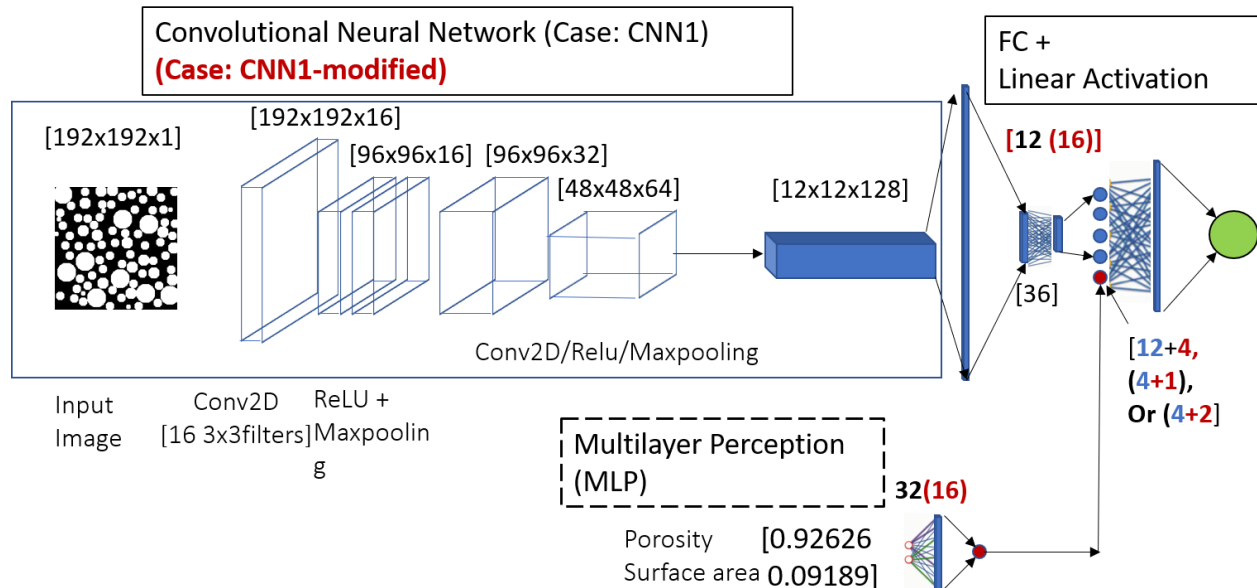 Convolutional Neural Network (Case: CNN1)
(Case: CNN1-modified)
FC +
Linear Activation
[192x192x1]
[192x192x16]
[96x96x16]
[96x96x32]
[48x48x64]
[12x12x128]
[12 (16)]
[36]
Conv2D/Relu/Maxpooling
[12+4,
(4+1),
Or (4+2]
Input
Image
Conv2D
[16 3x3filters]
ReLU +
Maxpoolin
g
Multilayer Perception
(MLP)
32(16)
Porosity [0.92626
Surface area 0.09189]